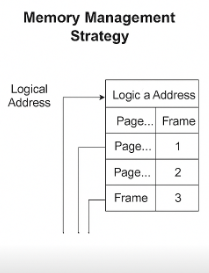 Memory Management
Strategy
Logical
Address
Logic a Address
Page... Frame
Page... 1
Page... 2
Frame 3